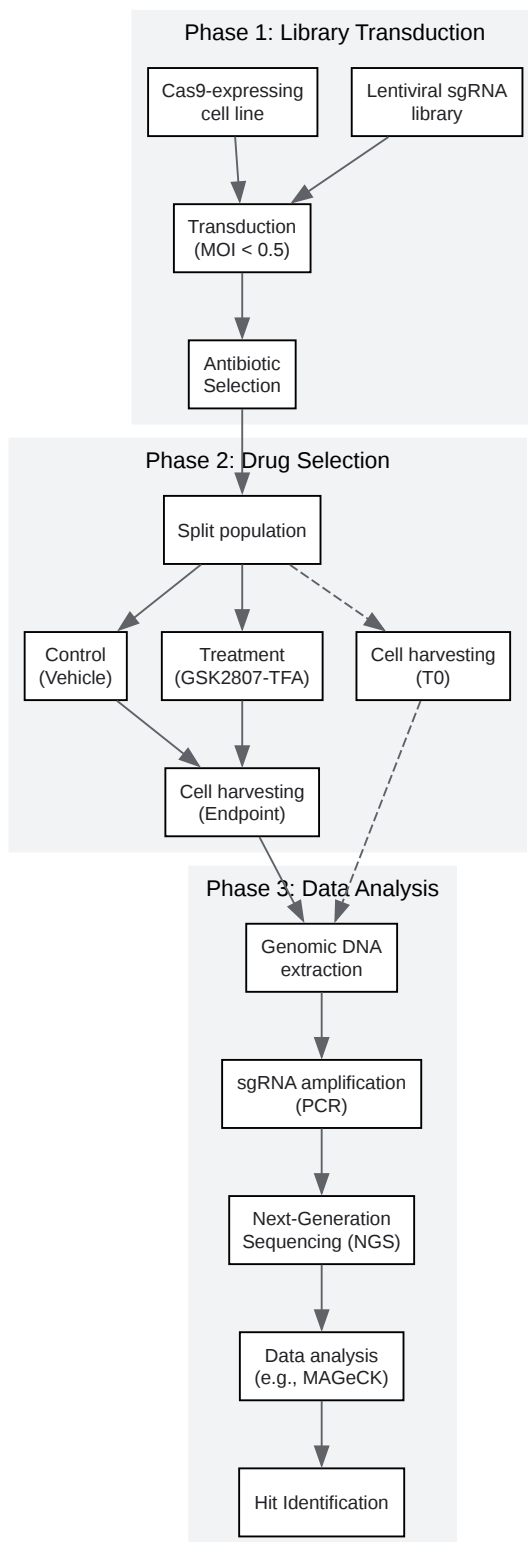 Phase 1: Library Transduction
Cas9-expressing
cell line
Lentiviral sgRNA
library
Transduction
(MOI < 0.5)
Antibiotic
Selection
Phase 2: Drug Selection
Split population
Control
(Vehicle)
Treatment
(GSK2807-TFA)
Cell harvesting
(T0)
Cell harvesting
(Endpoint)
Phase 3: Data Analysis
Genomic DNA
extraction
sgRNA amplification
(PCR)
Next-Generation
Sequencing (NGS)
Data analysis
(e.g., MAGeCK)
Hit Identification